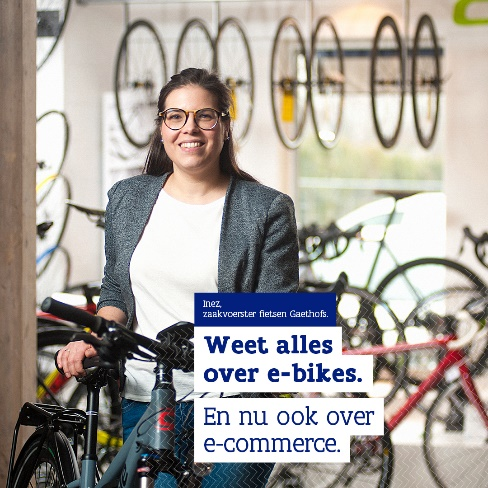 Inez,
zaakvoerster fietsen Gaethofs.
Weet alles
over e-bikes.
En nu ook over
e-commerce.